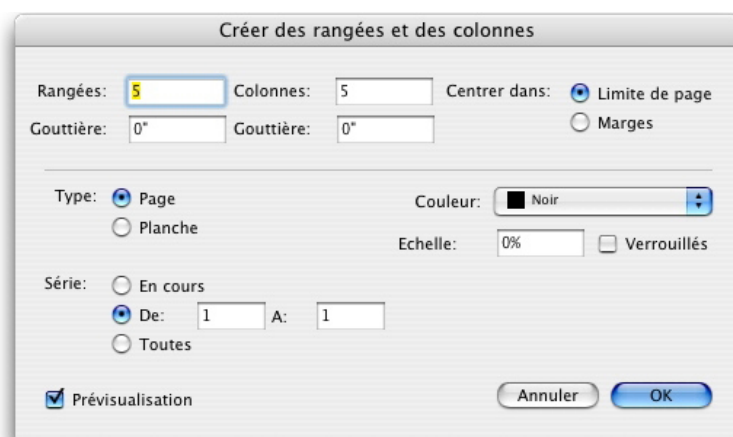 Créer des rangées et des colonnes
Rangées: 5 Colonnes: 5 Centrer dans: Limite de page
Gouttière: 0" Gouttière: 0" Marges
Type: Page Couleur: Noir
Planche
Echelle: 0% Verrouillés
Série: En cours
De: 1 A: 1
Toutes
Prévisualisation Annuler OK